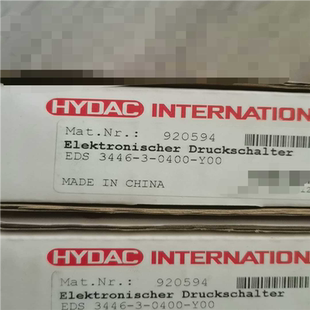 HYDAC INTERNATION
Mat.Nr.: 920594
Elektronischer Druckschalter
EDS 3446-3-0400-Y00
MADE IN CHINA
HYDAC INTERNATION
Mat.Nr.: 920594
Elektronischer Druckschalter
EDS 3446-3-0400-Y00